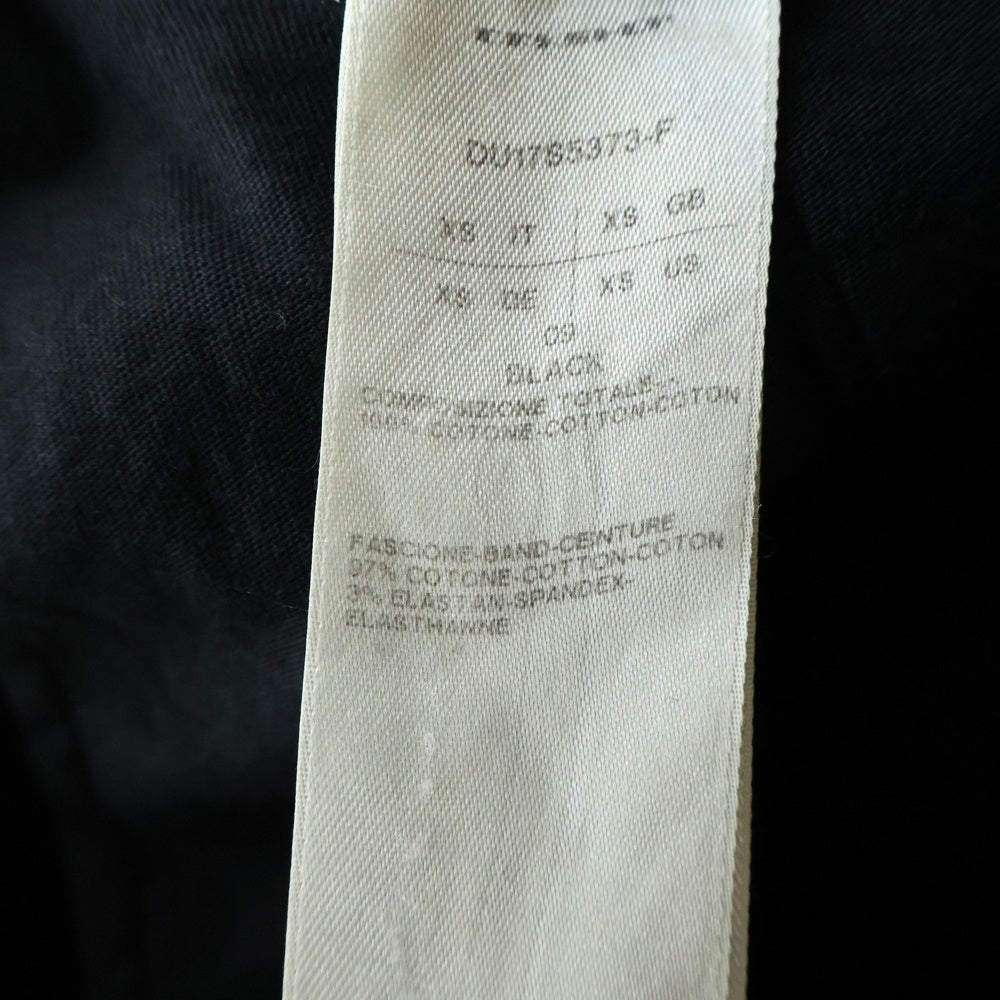 DU17S5373-F
XS IT XS GB
XS DE XS US
09
BLACK
COMPOSIZIONE TOTALE
100% COTONE-COTTON-COTON
FASCIONE-BAND-CEINTURE
97% COTONE-COTTON-COTON
3% ELASTAN-SPANDEX-
ELASTHANNE